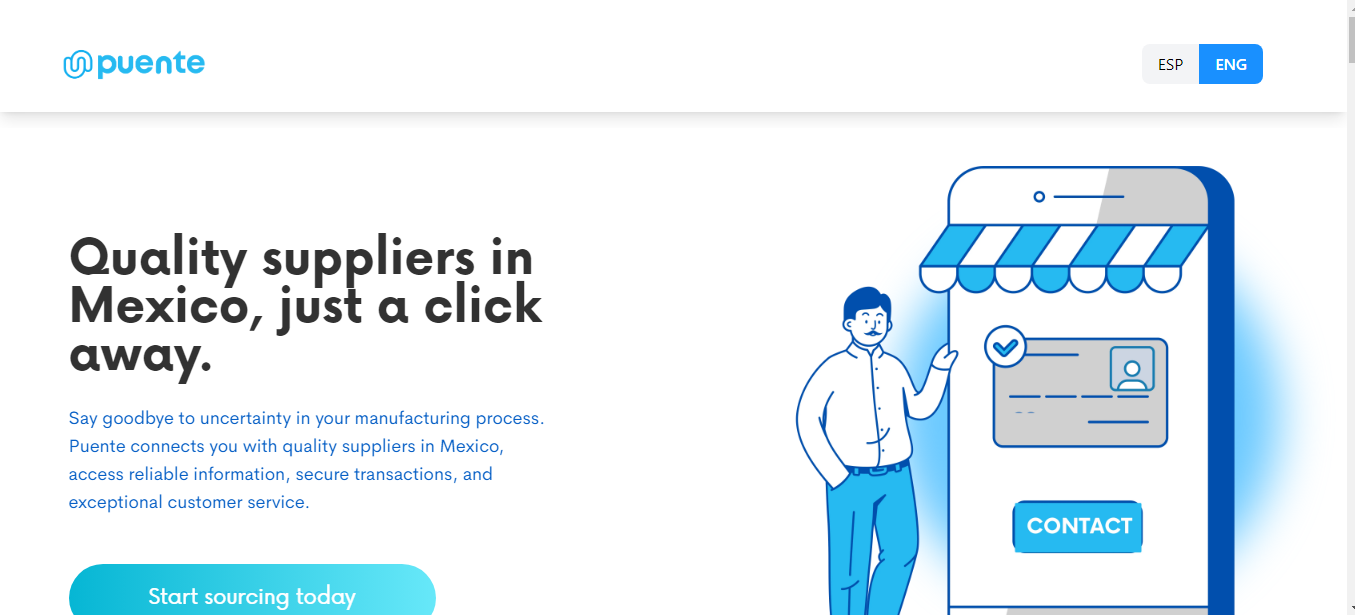 puente
ESP ENG
Quality suppliers in
Mexico, just a click
away.
Say goodbye to uncertainty in your manufacturing process.
Puente connects you with quality suppliers in Mexico,
access reliable information, secure transactions, and
exceptional customer service.
CONTACT
Start sourcing today